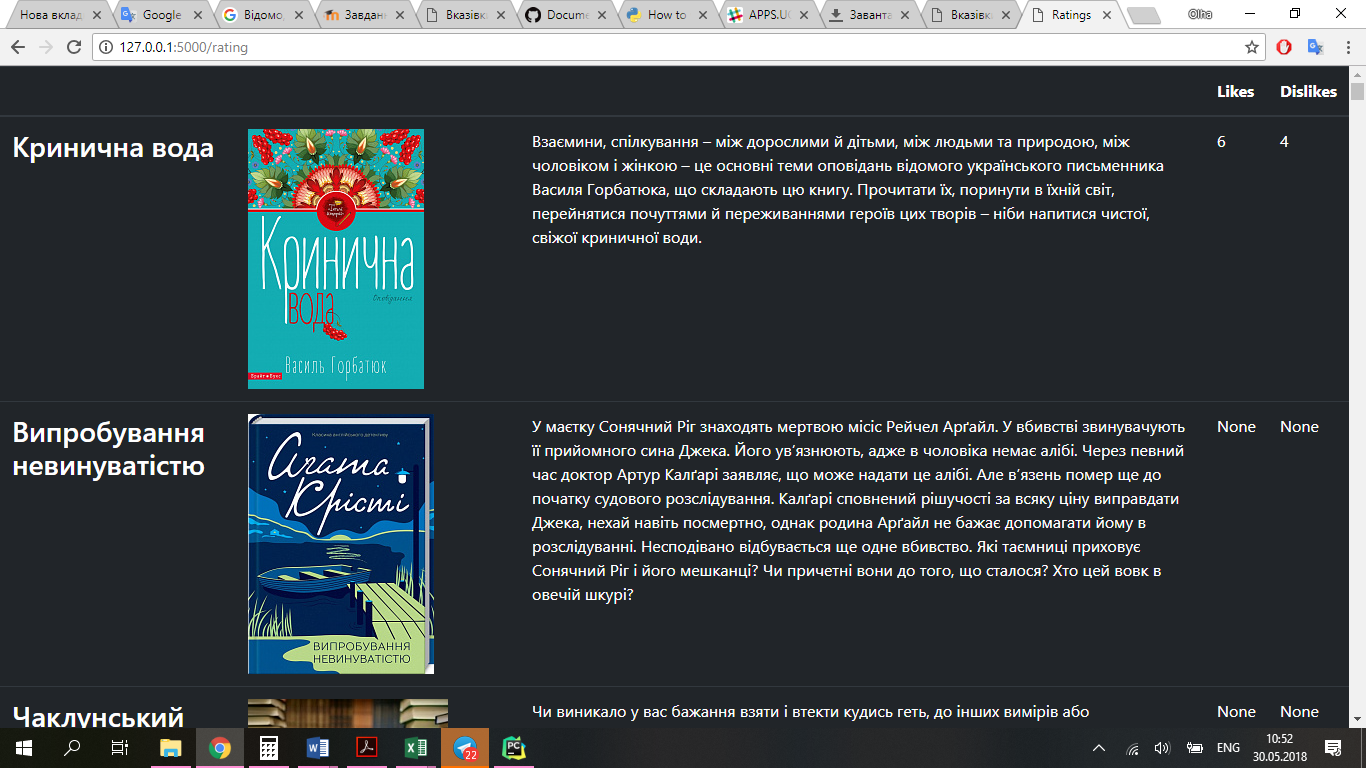 Нова вклад
Google
Відомо
Завдан
Вказівк
Docume
How to
APPS.UC
Завантa
Вказівк
Ratings
Olha
127.0.0.1:5000/rating
Likes Dislikes
Кринична вода
Кринична
вода
Оповідання
Василь Горбатюк
Взаємини, спілкування – між дорослими й дітьми, між людьми та природою, між
чоловіком і жінкою – це основні теми оповідань відомого українського письменника
Василя Горбатюка, що складають цю книгу. Прочитати їх, поринути в їхній світ,
перейнятися почуттями й переживаннями героїв цих творів – ніби напитися чистої,
свіжої криничної води.
6 4
Випробування
невинуватістю
Класика англійського детективу
Агата
Крісті
ВИПРОБУВАННЯ
НЕВИНУВАТІСТЮ
У маєтку Сонячний Ріг знаходять мертвою місіс Рейчел Арґайл. У вбивстві звинувачують
її прийомного сина Джека. Його ув’язнюють, адже в чоловіка немає алібі. Через певний
час доктор Артур Калґарі заявляє, що може надати це алібі. Але в’язень помер ще до
початку судового розслідування. Калґарі сповнений рішучості за всяку ціну виправдати
Джека, нехай навіть посмертно, однак родина Арґайл не бажає допомагати йому в
розслідуванні. Несподівано відбувається ще одне вбивство. Які таємниці приховує
Сонячний Ріг і його мешканці? Чи причетні вони до того, що сталося? Хто цей вовк в
овечій шкурі?
None None
Чаклунський
Чи виникало у вас бажання взяти і втекти кудись геть, до інших вимірів або
None None
22
PC
ENG
10:52
30.05.2018